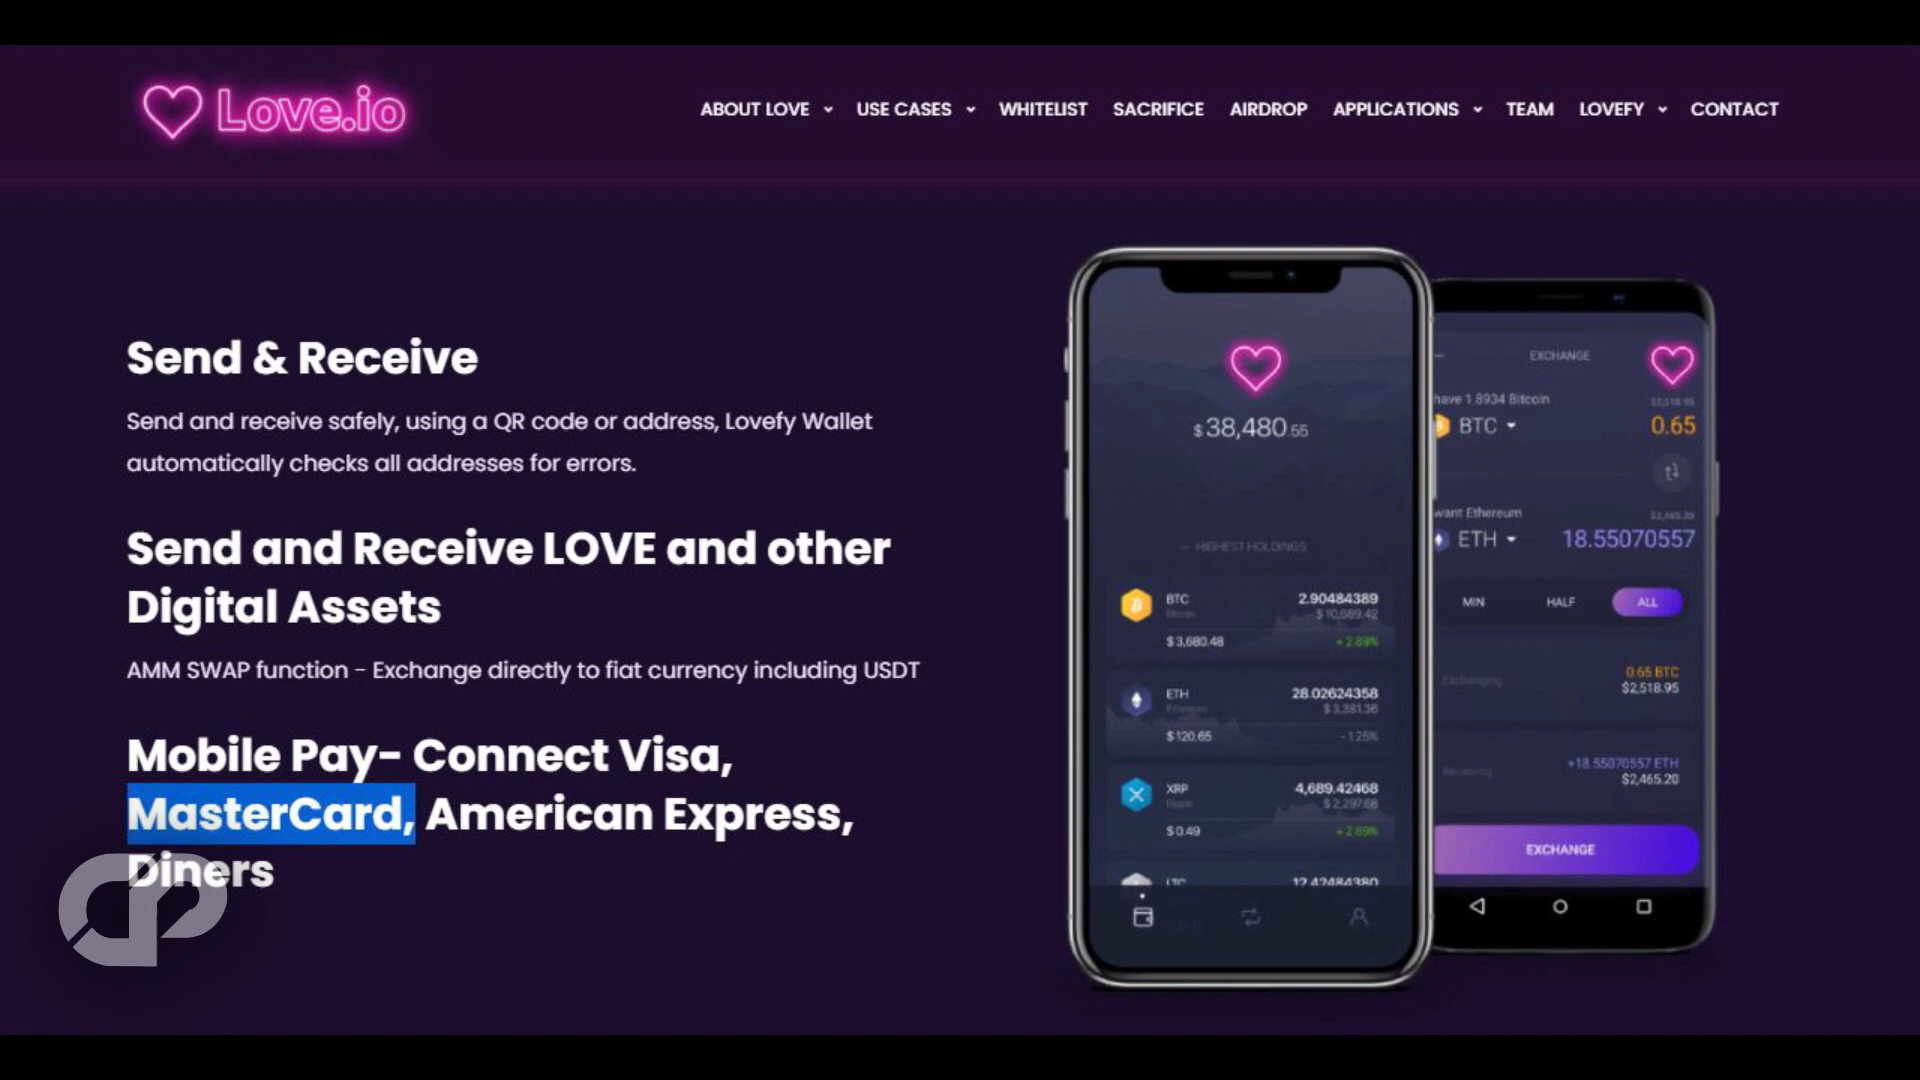 Love.io
ABOUT LOVE
USE CASES
WHITELIST
SACRIFICE
AIRDROP
APPLICATIONS
TEAM
LOVEFY
CONTACT
Send & Receive
Send and receive safely, using a QR code or address, Lovefy Wallet
automatically checks all addresses for errors.
Send and Receive LOVE and other
Digital Assets
AMM SWAP function - Exchange directly to fiat currency including USDT
Mobile Pay- Connect Visa,
MasterCard, American Express,
Diners
$38,480.55
HIGHEST HOLDINGS
BTC 2.90484389
Bitcoin $10,689.42
$3,680.48 +2.89%
ETH 28.02624358
Ethereum $3,381.36
$120.65 -1.25%
XRP 4,689.42468
Ripple $2,297.68
$0.49 +2.89%
LTC 12.42484380
EXCHANGE
have 1.8934 Bitcoin
BTC 0.65
want Ethereum
ETH 18.55070557
MIN HALF ALL
Exchanging 0.65 BTC
$2,518.95
Receiving +18.55070557 ETH
$2,465.20
EXCHANGE